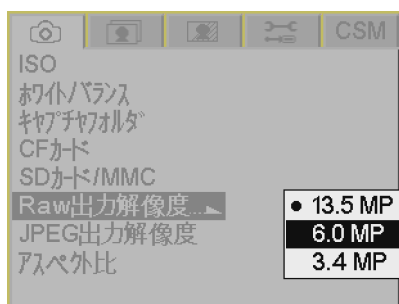 CSM
ISO
ﾎﾜｲﾄﾊﾞﾗﾝｽ
ｷｬﾌﾟﾁｬﾌｫﾙﾀﾞ
CFｶｰﾄﾞ
SDｶｰﾄﾞ/MMC
Raw出力解像度...
● 13.5 MP
JPEG出力解像度
6.0 MP
ｱｽﾍﾟｸﾄ比
3.4 MP